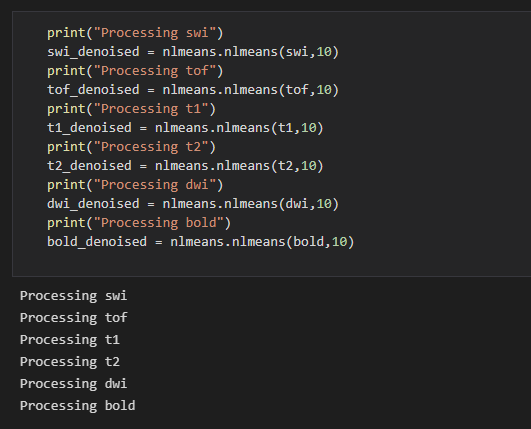 print("Processing swi")
swi_denoised = nlmeans.nlmeans(swi,10)
print("Processing tof")
tof_denoised = nlmeans.nlmeans(tof,10)
print("Processing t1")
t1_denoised = nlmeans.nlmeans(t1,10)
print("Processing t2")
t2_denoised = nlmeans.nlmeans(t2,10)
print("Processing dwi")
dwi_denoised = nlmeans.nlmeans(dwi,10)
print("Processing bold")
bold_denoised = nlmeans.nlmeans(bold,10)
Processing swi
Processing tof
Processing t1
Processing t2
Processing dwi
Processing bold